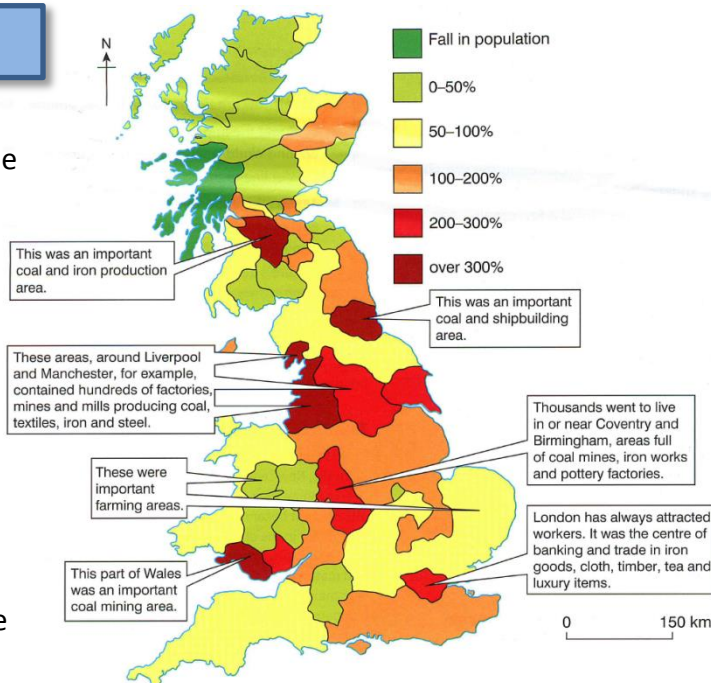 N
Fall in population
0–50%
50–100%
100–200%
200–300%
over 300%
e
This was an important
coal and iron production
area.
This was an important
coal and shipbuilding
area.
These areas, around Liverpool
and Manchester, for example,
contained hundreds of factories,
mines and mills producing coal,
textiles, iron and steel.
Thousands went to live
in or near Coventry and
Birmingham, areas full
of coal mines, iron works
and pottery factories.
These were
important
farming areas.
London has always attracted
workers. It was the centre of
banking and trade in iron
goods, cloth, timber, tea and
luxury items.
This part of Wales
was an important
coal mining area.
e
0 150 km